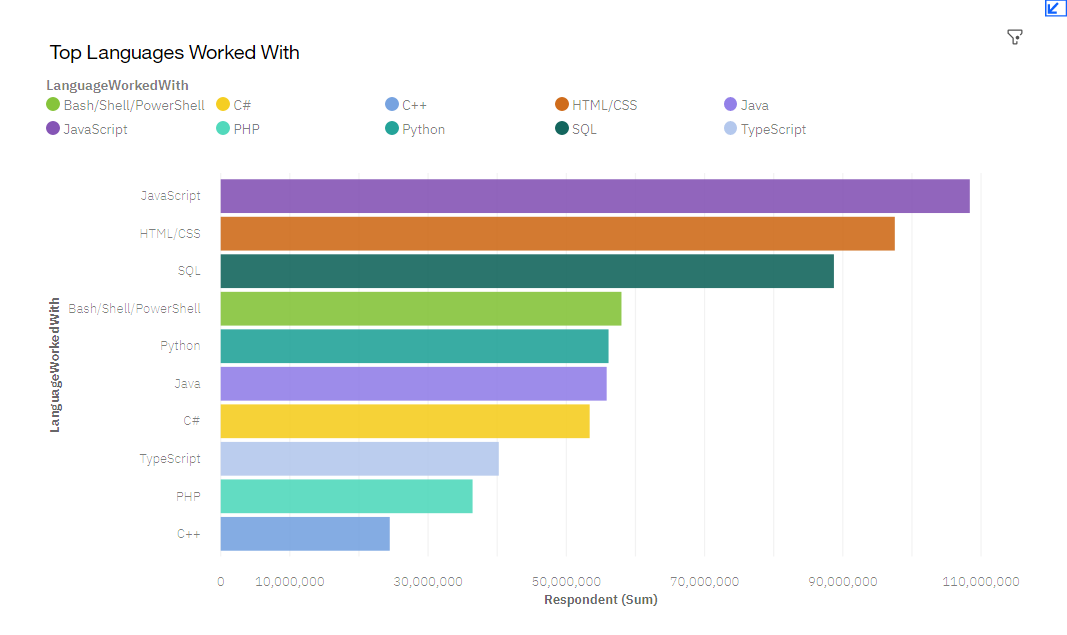 Top Languages Worked With
LanguageWorkedWith
Bash/Shell/PowerShell C# C++ HTML/CSS Java
JavaScript PHP Python SQL TypeScript
JavaScript
HTML/CSS
SQL
Bash/Shell/PowerShell
Python
Java
C#
TypeScript
PHP
C++
LanguageWorkedWith
0 10,000,000 30,000,000 50,000,000 70,000,000 90,000,000 110,000,000
Respondent (Sum)